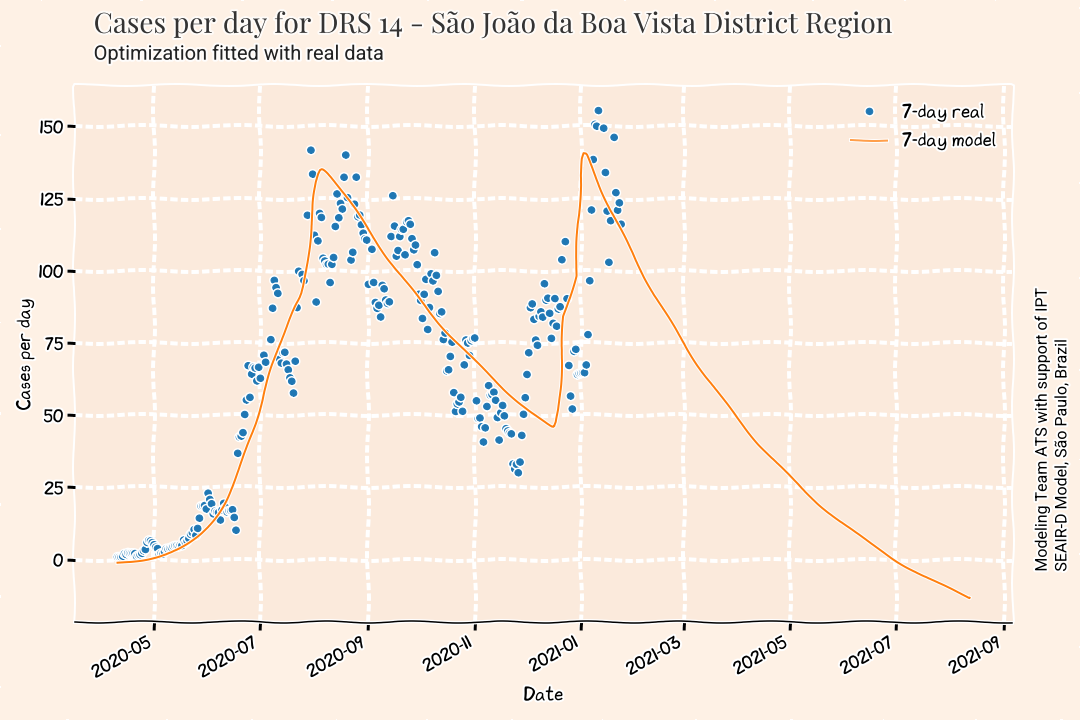 Cases per day for DRS 14 - São João da Boa Vista District Region
Optimization fitted with real data
7-day real
7-day model
Cases per day
150
125
100
75
50
25
0
2020-05
2020-07
2020-09
2020-11
2021-01
2021-03
2021-05
2021-07
2021-09
Date
Modeling Team ATS with support of IPT
SEAIR-D Model, São Paulo, Brazil